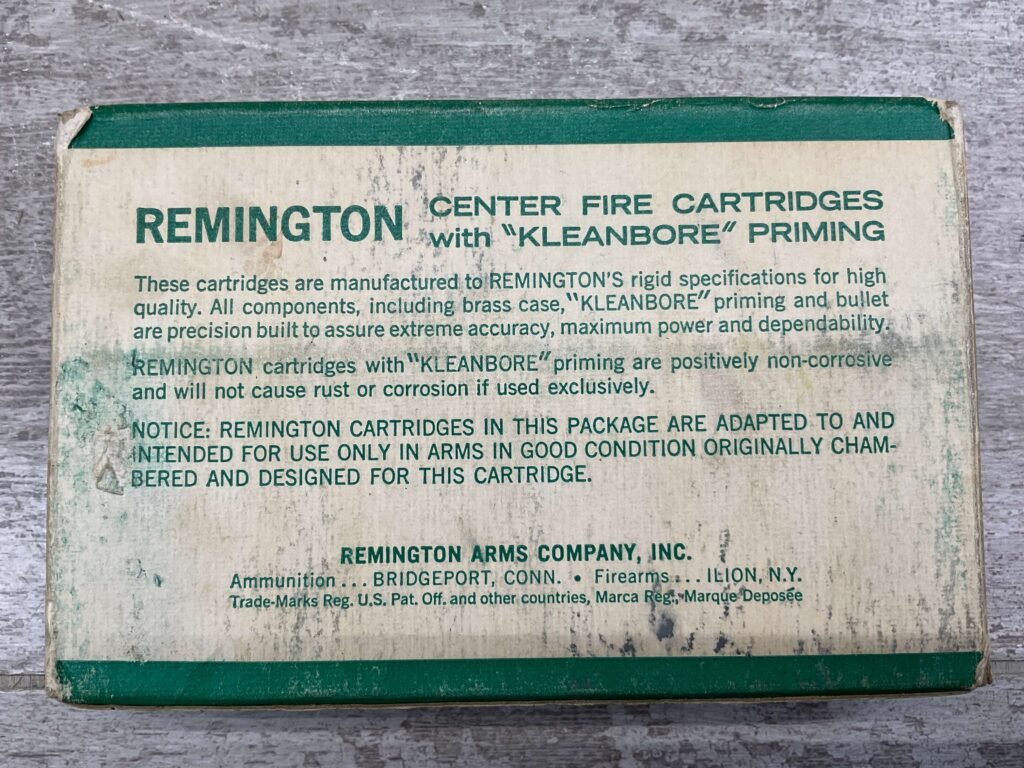 REMINGTON CENTER FIRE CARTRIDGES
with "KLEANBORE" PRIMING
These cartridges are manufactured to REMINGTON'S rigid specifications for high
quality. All components, including brass case, "KLEANBORE" priming and bullet
are precision built to assure extreme accuracy, maximum power and dependability.
REMINGTON cartridges with "KLEANBORE" priming are positively non-corrosive
and will not cause rust or corrosion if used exclusively.
NOTICE: REMINGTON CARTRIDGES IN THIS PACKAGE ARE ADAPTED TO AND
INTENDED FOR USE ONLY IN ARMS IN GOOD CONDITION ORIGINALLY CHAM-
BERED AND DESIGNED FOR THIS CARTRIDGE.
REMINGTON ARMS COMPANY, INC.
Ammunition ... BRIDGEPORT, CONN. • Firearms ... ILION, N.Y.
Trade-Marks Reg. U.S. Pat. Off. and other countries, Marca Reg., Marque Deposée